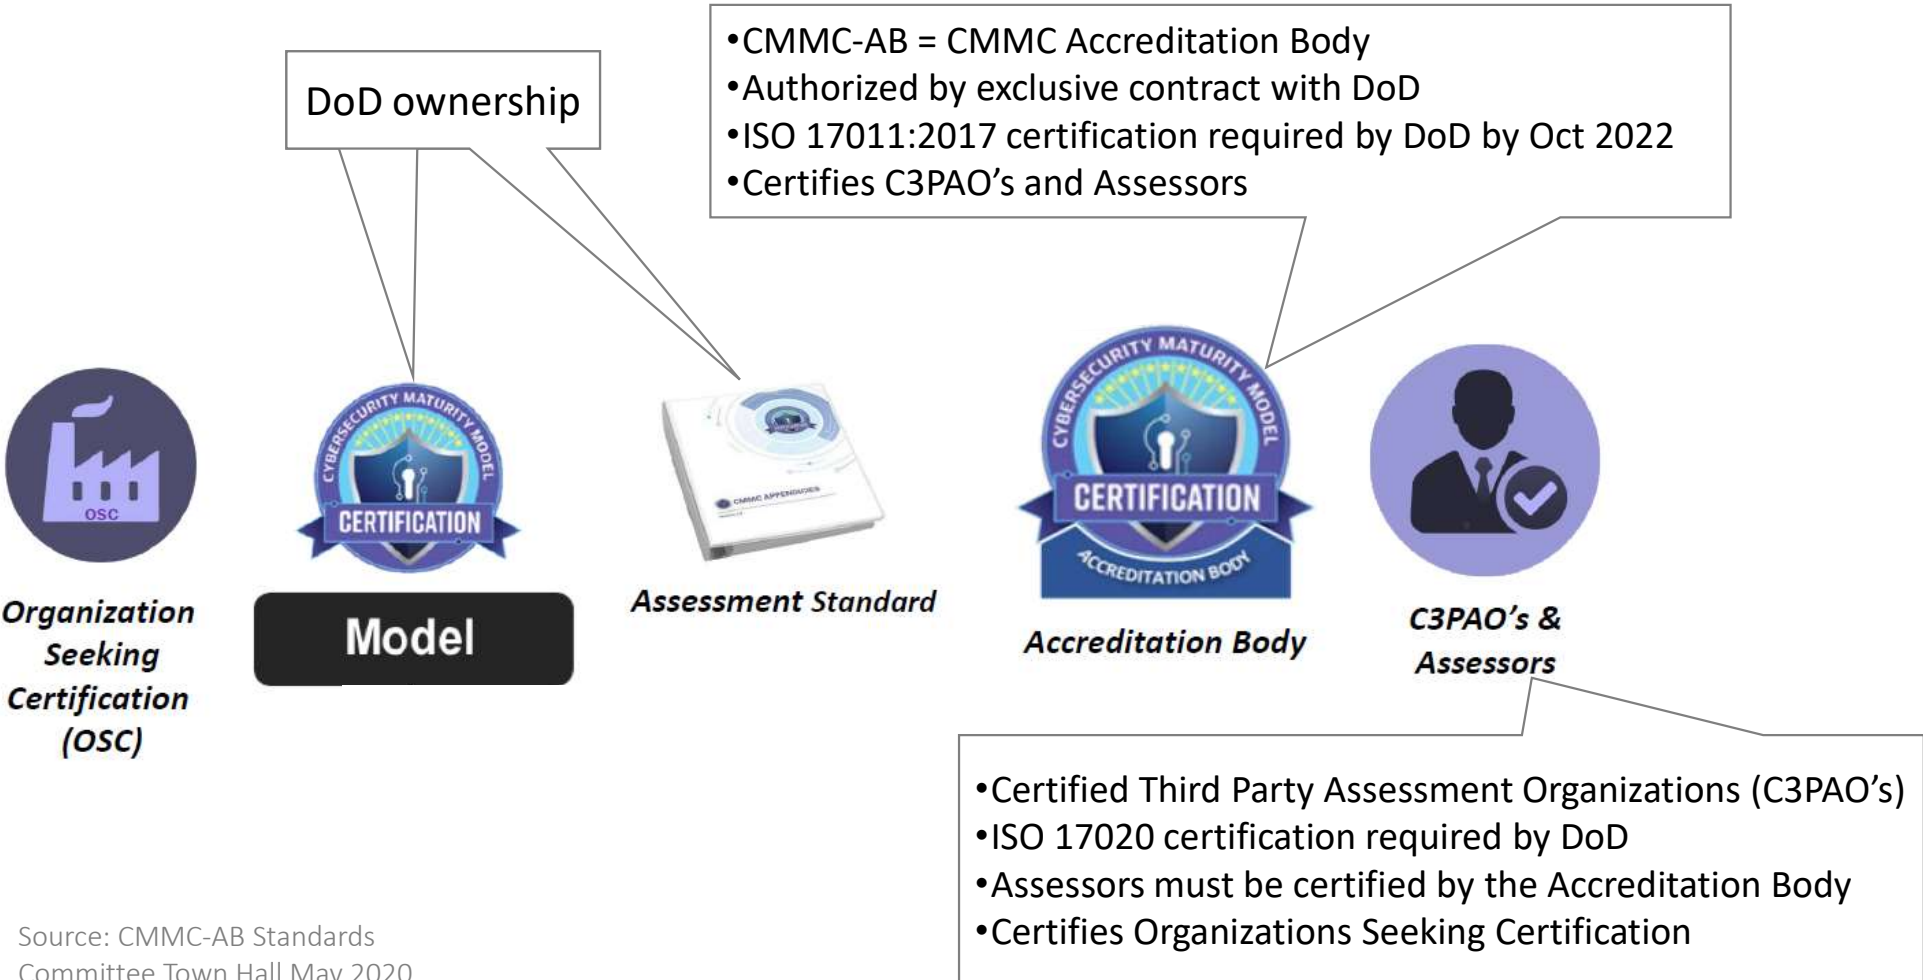 DoD ownership
•CMMC-AB = CMMC Accreditation Body
•Authorized by exclusive contract with DoD
•ISO 17011:2017 certification required by DoD by Oct 2022
•Certifies C3PAO’s and Assessors
OSC
Organization
Seeking
Certification
(OSC)
CYBERSECURITY MATURITY MODEL
CERTIFICATION
Model
CMMC APPENDICIES
Assessment Standard
CYBERSECURITY MATURITY MODEL
CERTIFICATION
ACCREDITATION BODY
Accreditation Body
C3PAO’s &
Assessors
•Certified Third Party Assessment Organizations (C3PAO’s)
•ISO 17020 certification required by DoD
•Assessors must be certified by the Accreditation Body
•Certifies Organizations Seeking Certification
Source: CMMC-AB Standards
Committee Town Hall May 2020